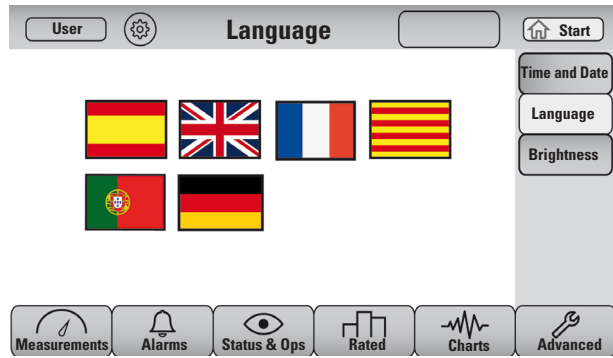 User
Language
Start
Time and Date
Language
Brightness
Measurements
Alarms
Status & Ops
Rated
Charts
Advanced